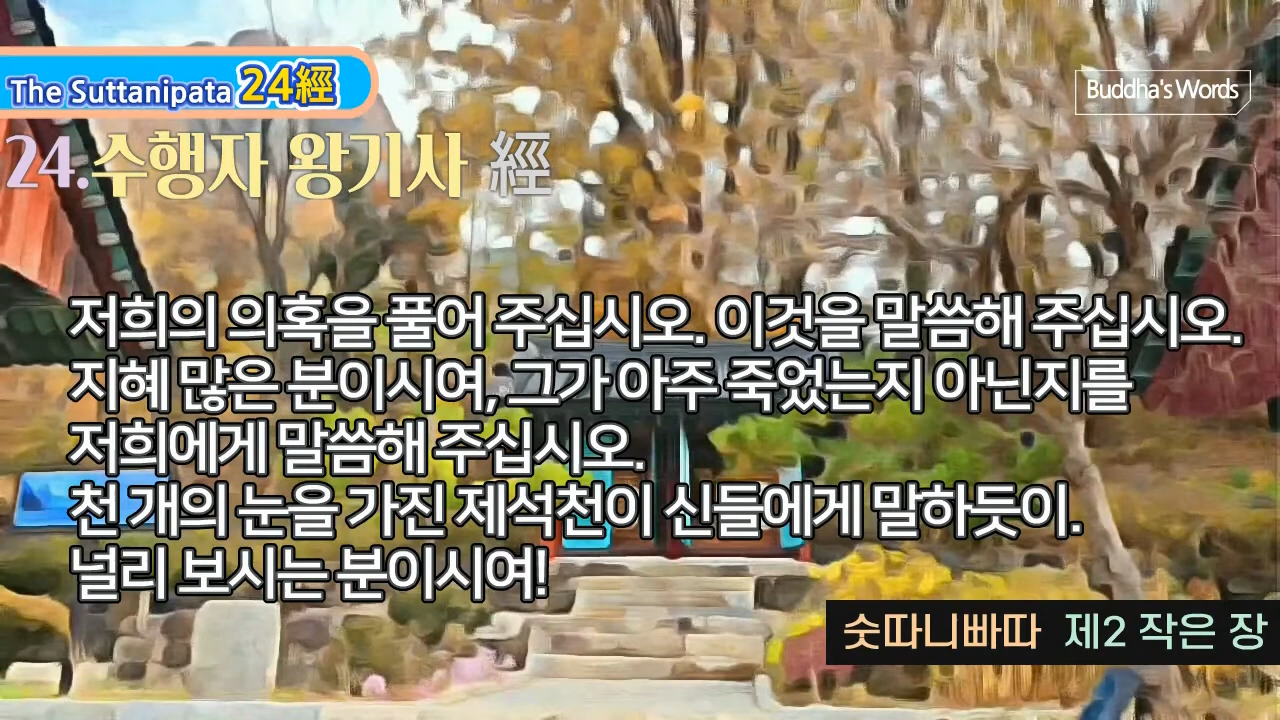 The Suttanipata 24經
Buddha's Words
24.수행자 왕기사 經
저희의 의혹을 풀어 주십시오. 이것을 말씀해 주십시오.
지혜 많은 분이시여, 그가 아주 죽었는지 아닌지를
저희에게 말씀해 주십시오.
천 개의 눈을 가진 제석천이 신들에게 말하듯이.
널리 보시는 분이시여!
숫따니빠따 제2 작은 장